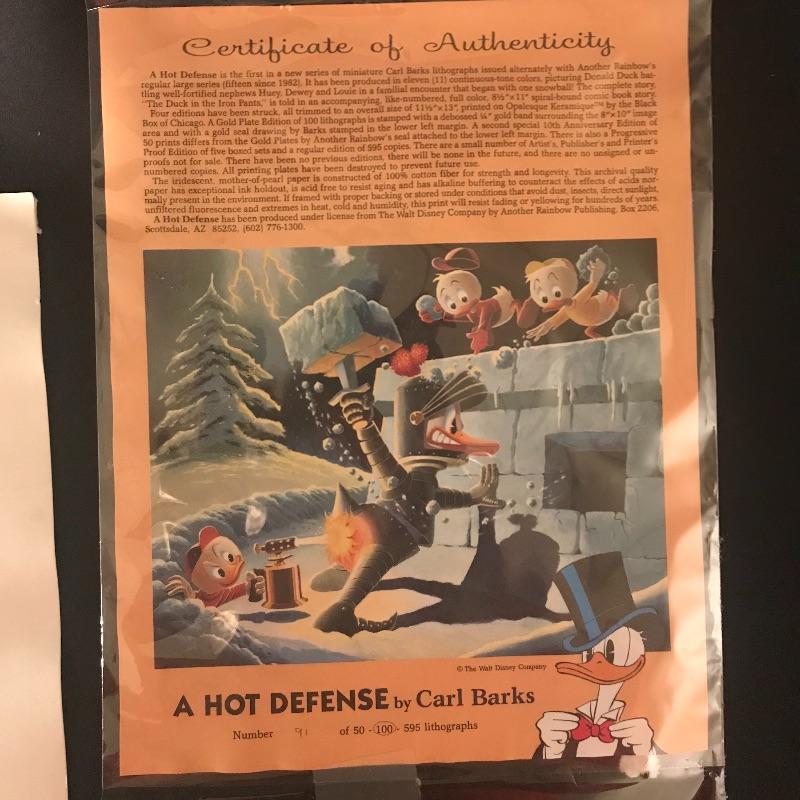 Certificate of Authenticity
A Hot Defense is the first in a new series of miniature Carl Barks lithographs issued alternately with Another Rainbow's
regular large series (fifteen since 1982). It has been produced in eleven (11) continuous-tone colors, picturing Donald Duck bat-
tling well-fortified nephews Huey, Dewey and Louie in a familial encounter that began with one snowball! The complete story,
"The Duck in the Iron Pants," is told in an accompanying, like-numbered, full color, 8½"×11" spiral-bound comic book story.
Four editions have been struck, all trimmed to an overall size of 11½"×13", printed on Opalesque Keramique™ by the Black
Box of Chicago. A Gold Plate Edition of 100 lithographs is stamped with a debossed ¼" gold band surrounding the 8"×10" image
area and with a gold seal drawing by Barks stamped in the lower left margin. A second special 10th Anniversary Edition of
50 prints differs from the Gold Plates by Another Rainbow's seal attached to the lower left margin. There is also a Progressive
Proof Edition of five boxed sets and a regular edition of 595 copies. There are a small number of Artist's, Publisher's and Printer's
proofs not for sale. There have been no previous editions, there will be none in the future, and there are no unsigned or un-
numbered copies. All printing plates have been destroyed to prevent future use.
The iridescent, mother-of-pearl paper is constructed of 100% cotton fiber for strength and longevity. This archival quality
paper has exceptional ink holdout, is acid free to resist aging and has alkaline buffering to counteract the effects of acids nor-
mally present in the environment. If framed with proper backing or stored under conditions that avoid dust, insects, direct sunlight,
unfiltered fluorescence and extremes in heat, cold and humidity, this print will resist fading or yellowing for hundreds of years.
A Hot Defense has been produced under license from The Walt Disney Company by Another Rainbow Publishing, Box 2206,
Scottsdale, AZ 85252, (602) 776-1300.
© The Walt Disney Company
A HOT DEFENSE by Carl Barks
Number 91 of 50 - 100 - 595 lithographs